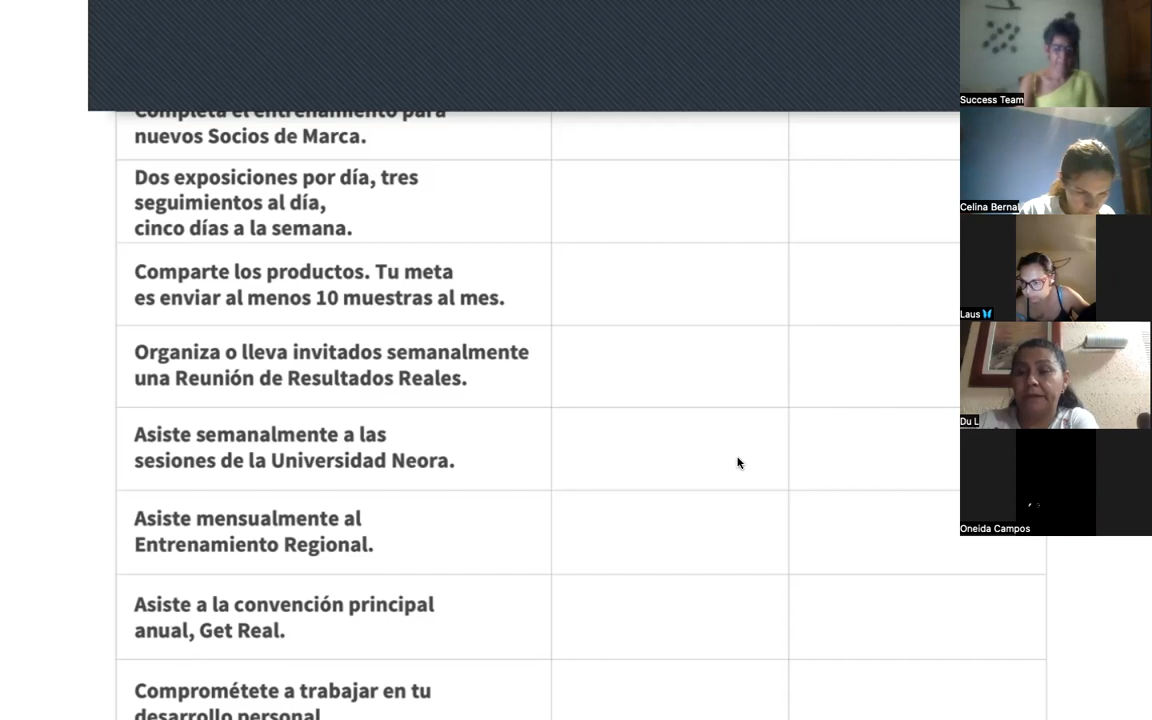 Completa el entrenamiento para
nuevos Socios de Marca.
Dos exposiciones por día, tres
seguimientos al día,
cinco días a la semana.
Comparte los productos. Tu meta
es enviar al menos 10 muestras al mes.
Organiza o lleva invitados semanalmente
una Reunión de Resultados Reales.
Asiste semanalmente a las
sesiones de la Universidad Neora.
Asiste mensualmente al
Entrenamiento Regional.
Asiste a la convención principal
anual, Get Real.
Comprométete a trabajar en tu
desarrollo personal
Success Team
Celina Bernal
Laus
Du L
Oneida Campos